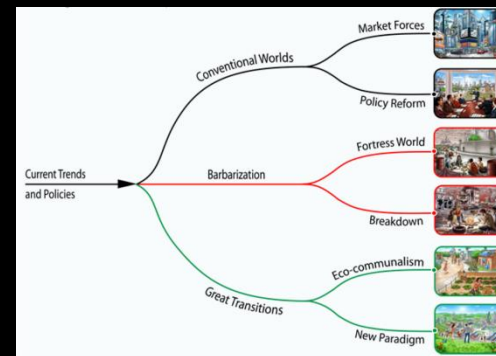 Market Forces
Conventional Worlds
Policy Reform
Fortress World
Current Trends
and Policies
Barbarization
Breakdown
Eco-communalism
Great Transitions
New Paradigm